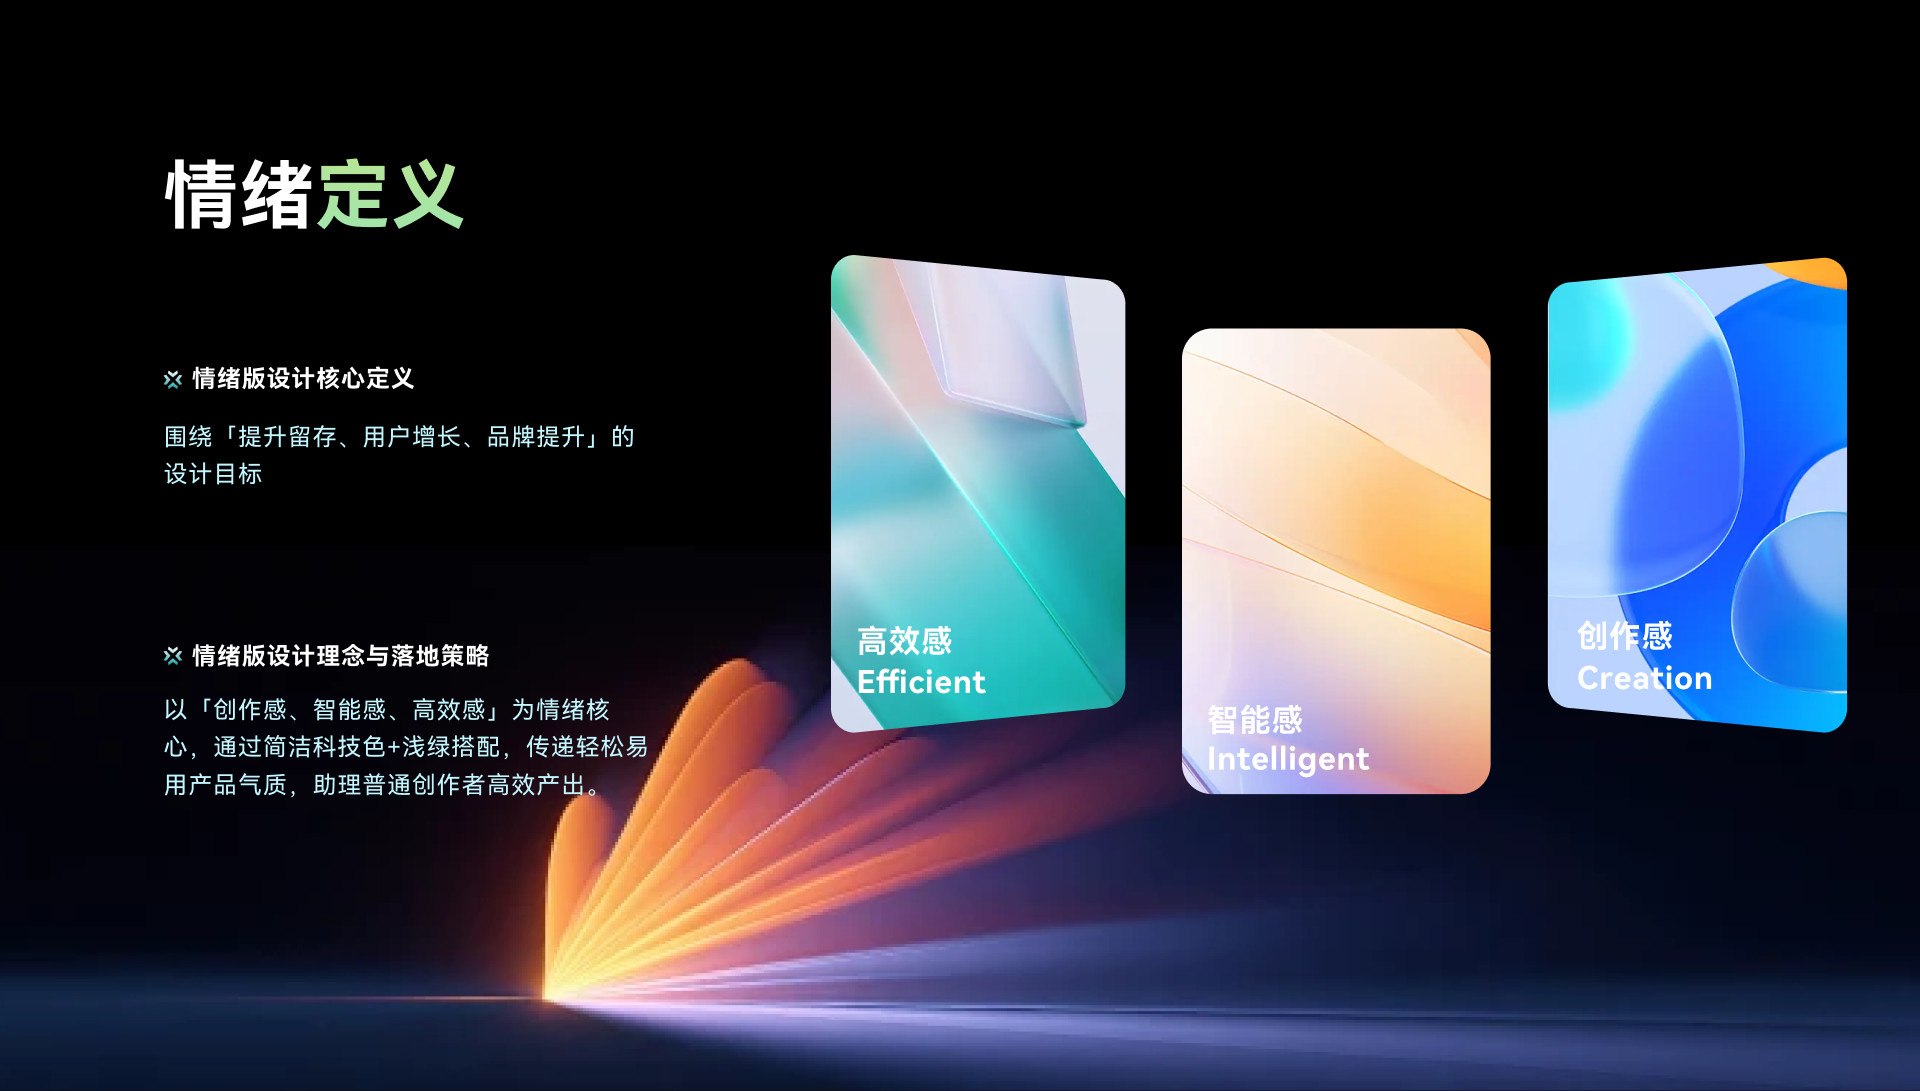 情绪定义
情绪版设计核心定义
围绕「提升留存、用户增长、品牌提升」的
设计目标
情绪版设计理念与落地策略
以「创作感、智能感、高效感」为情绪核
心，通过简洁科技色+浅绿搭配，传递轻松易
用产品气质，助理普通创作者高效产出。
高效感
Efficient
智能感
Intelligent
创作感
Creation